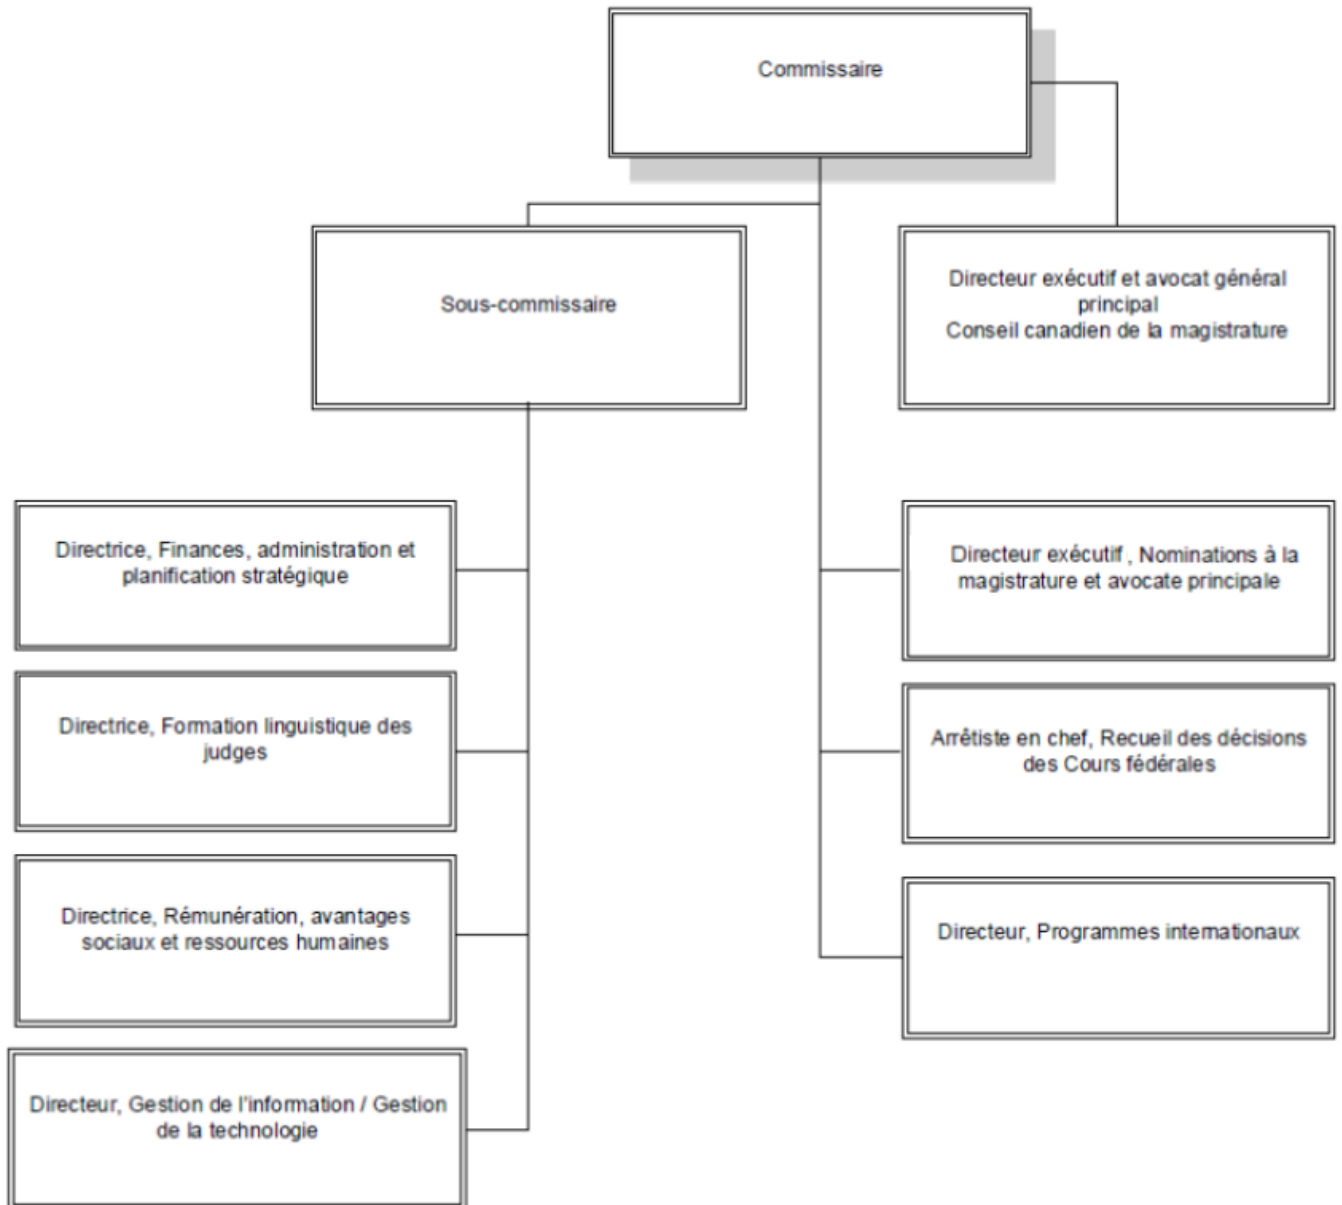 Commissaire
Sous-commissaire
Directeur exécutif et avocat général
principal
Conseil canadien de la magistrature
Directrice, Finances, administration et
planification stratégique
Directeur exécutif , Nominations à la
magistrature et avocate principale
Directrice, Formation linguistique des
judges
Arrêtiste en chef, Recueil des décisions
des Cours fédérales
Directrice, Rémunération, avantages
sociaux et ressources humaines
Directeur, Programmes internationaux
Directeur, Gestion de l'information / Gestion
de la technologie